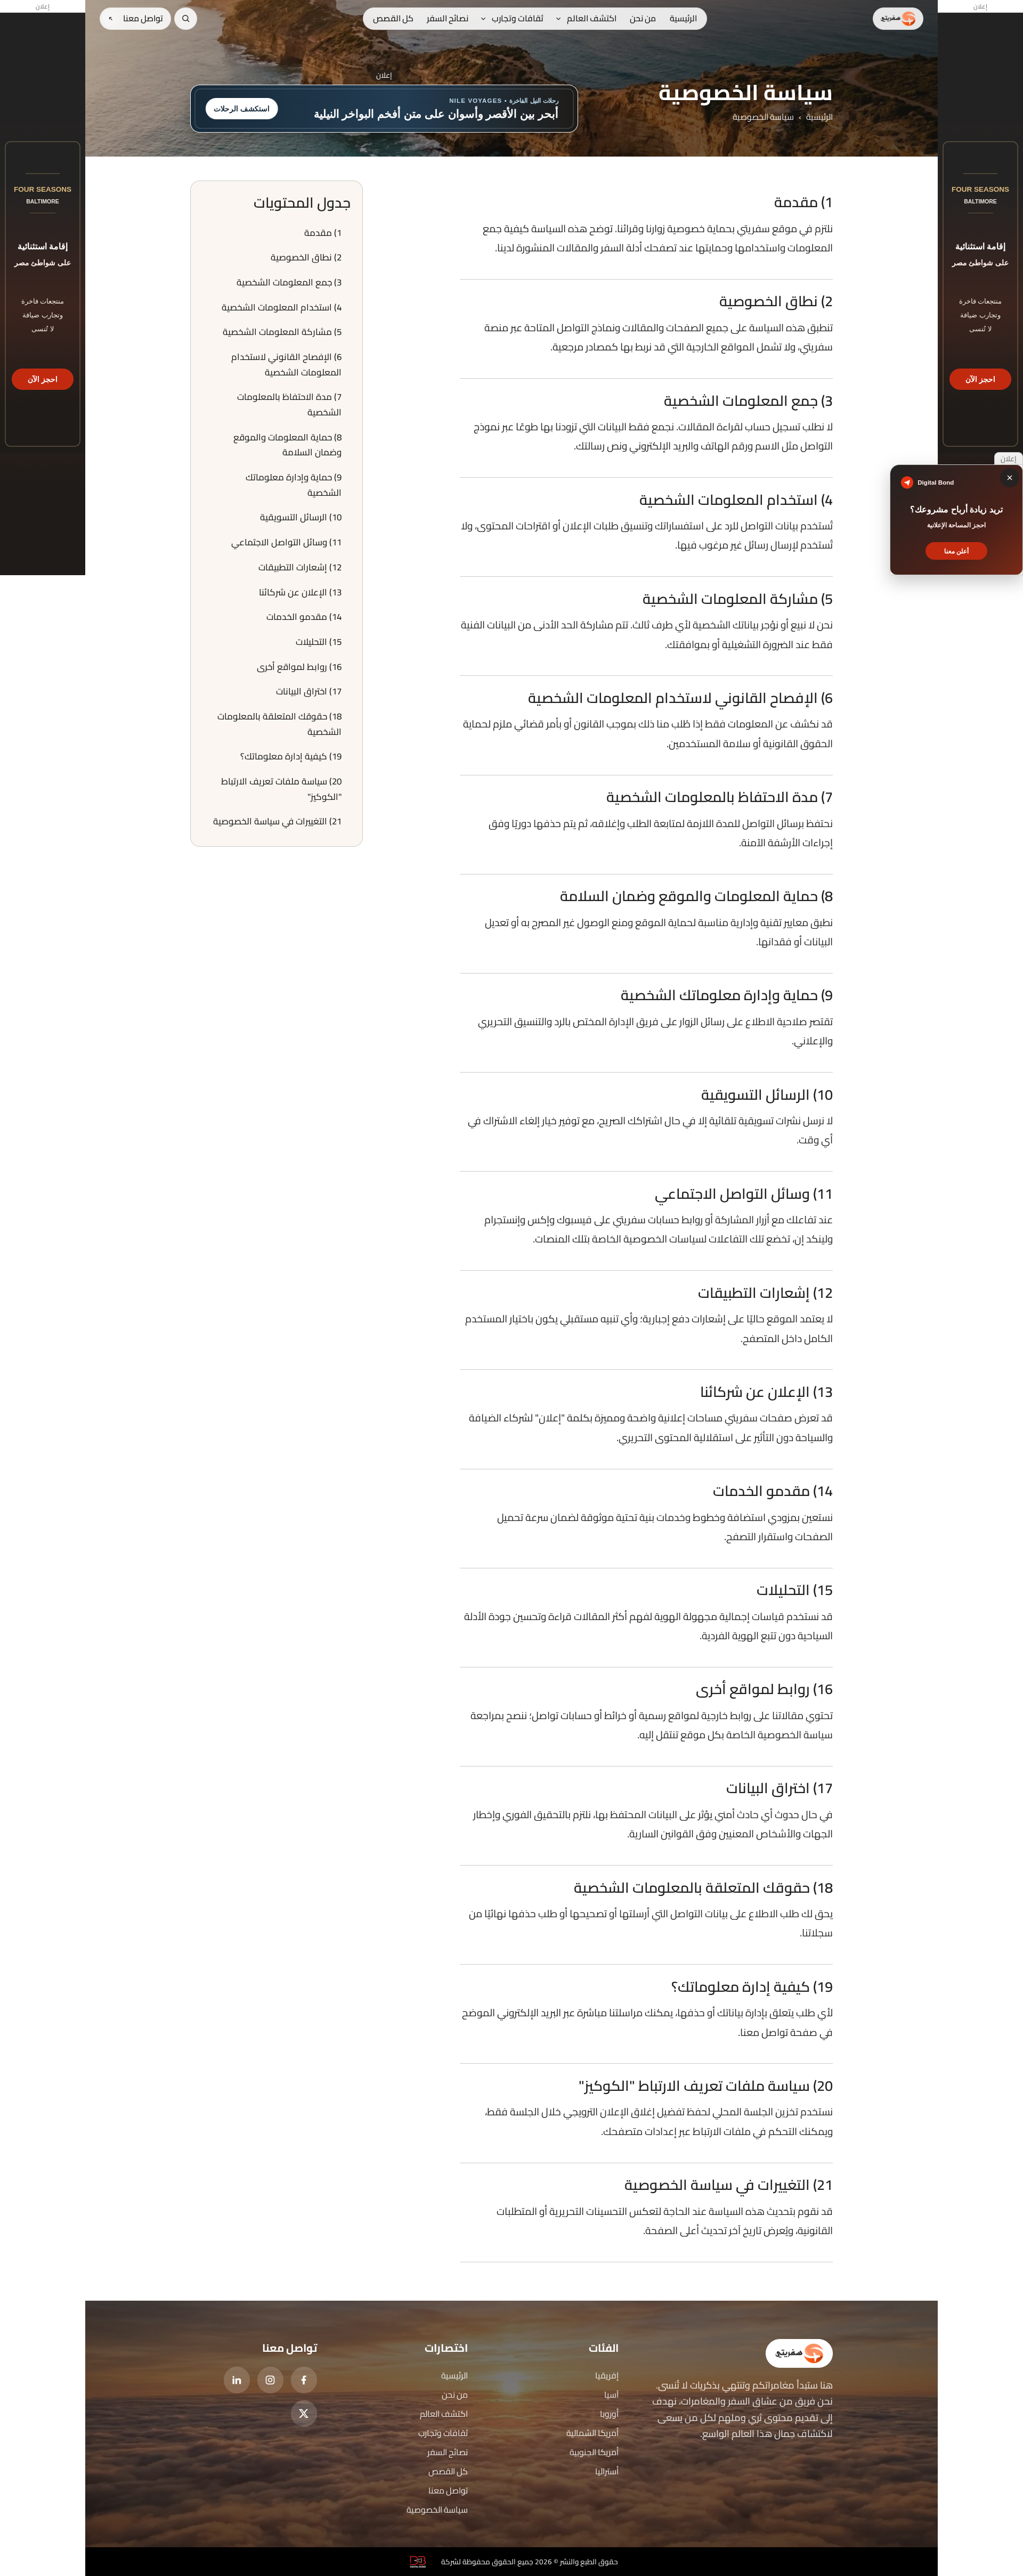 إعلان
إعلان
سفريتي
الرئيسية
من نحن
اكتشف العالم
ثقافات وتجارب
نصائح السفر
كل القصص
تواصل معنا
سياسة الخصوصية
الرئيسية › سياسة الخصوصية
إعلان
رحلات النيل الفاخرة • NILE VOYAGES
أبحر بين الأقصر وأسوان على متن أفخم البواخر النيلية
استكشف الرحلات
FOUR SEASONS
BALTIMORE
إقامة استثنائية
على شواطئ مصر
منتجعات فاخرة
وتجارب ضيافة
لا تُنسى
احجز الآن
FOUR SEASONS
BALTIMORE
إقامة استثنائية
على شواطئ مصر
منتجعات فاخرة
وتجارب ضيافة
لا تُنسى
احجز الآن
إعلان
Digital Bond
تريد زيادة أرباح مشروعك؟
احجز المساحة الإعلانية
أعلن معنا
1) مقدمة
نلتزم في موقع سفريتي بحماية خصوصية زوارنا وقرائنا. توضح هذه السياسة كيفية جمع
المعلومات واستخدامها وحمايتها عند تصفحك أدلة السفر والمقالات المنشورة لدينا.
2) نطاق الخصوصية
تنطبق هذه السياسة على جميع الصفحات والمقالات ونماذج التواصل المتاحة عبر منصة
سفريتي، ولا تشمل المواقع الخارجية التي قد نربط بها كمصادر مرجعية.
3) جمع المعلومات الشخصية
لا نطلب تسجيل حساب لقراءة المقالات. نجمع فقط البيانات التي تزودنا بها طوعًا عبر نموذج
التواصل مثل الاسم ورقم الهاتف والبريد الإلكتروني ونص رسالتك.
4) استخدام المعلومات الشخصية
تُستخدم بيانات التواصل للرد على استفساراتك وتنسيق طلبات الإعلان أو اقتراحات المحتوى، ولا
تُستخدم لإرسال رسائل غير مرغوب فيها.
5) مشاركة المعلومات الشخصية
نحن لا نبيع أو نؤجر بياناتك الشخصية لأي طرف ثالث. تتم مشاركة الحد الأدنى من البيانات الفنية
فقط عند الضرورة التشغيلية أو بموافقتك.
6) الإفصاح القانوني لاستخدام المعلومات الشخصية
قد نكشف عن المعلومات فقط إذا طُلب منا ذلك بموجب القانون أو بأمر قضائي ملزم لحماية
الحقوق القانونية أو سلامة المستخدمين.
7) مدة الاحتفاظ بالمعلومات الشخصية
نحتفظ برسائل التواصل للمدة اللازمة لمتابعة الطلب وإغلاقه، ثم يتم حذفها دوريًا وفق
إجراءات الأرشفة الآمنة.
8) حماية المعلومات والموقع وضمان السلامة
نطبق معايير تقنية وإدارية مناسبة لحماية الموقع ومنع الوصول غير المصرح به أو تعديل
البيانات أو فقدانها.
9) حماية وإدارة معلوماتك الشخصية
تقتصر صلاحية الاطلاع على رسائل الزوار على فريق الإدارة المختص بالرد والتنسيق التحريري
والإعلاني.
10) الرسائل التسويقية
لا نرسل نشرات تسويقية تلقائية إلا في حال اشتراكك الصريح، مع توفير خيار إلغاء الاشتراك في
أي وقت.
11) وسائل التواصل الاجتماعي
عند تفاعلك مع أزرار المشاركة أو روابط حسابات سفريتي على فيسبوك وإكس وإنستجرام
ولينكد إن، تخضع تلك التفاعلات لسياسات الخصوصية الخاصة بتلك المنصات.
12) إشعارات التطبيقات
لا يعتمد الموقع حاليًا على إشعارات دفع إجبارية؛ وأي تنبيه مستقبلي يكون باختيار المستخدم
الكامل داخل المتصفح.
13) الإعلان عن شركائنا
قد تعرض صفحات سفريتي مساحات إعلانية واضحة ومميزة بكلمة "إعلان" لشركاء الضيافة
والسياحة دون التأثير على استقلالية المحتوى التحريري.
14) مقدمو الخدمات
نستعين بمزودي استضافة وخطوط وخدمات بنية تحتية موثوقة لضمان سرعة تحميل
الصفحات واستقرار التصفح.
15) التحليلات
قد نستخدم قياسات إجمالية مجهولة الهوية لفهم أكثر المقالات قراءة وتحسين جودة الأدلة
السياحية دون تتبع الهوية الفردية.
16) روابط لمواقع أخرى
تحتوي مقالاتنا على روابط خارجية لمواقع رسمية أو خرائط أو حسابات تواصل؛ ننصح بمراجعة
سياسة الخصوصية الخاصة بكل موقع تنتقل إليه.
17) اختراق البيانات
في حال حدوث أي حادث أمني يؤثر على البيانات المحتفظ بها، نلتزم بالتحقيق الفوري وإخطار
الجهات والأشخاص المعنيين وفق القوانين السارية.
18) حقوقك المتعلقة بالمعلومات الشخصية
يحق لك طلب الاطلاع على بيانات التواصل التي أرسلتها أو تصحيحها أو طلب حذفها نهائيًا من
سجلاتنا.
19) كيفية إدارة معلوماتك؟
لأي طلب يتعلق بإدارة بياناتك أو حذفها، يمكنك مراسلتنا مباشرة عبر البريد الإلكتروني الموضح
في صفحة تواصل معنا.
20) سياسة ملفات تعريف الارتباط "الكوكيز"
نستخدم تخزين الجلسة المحلي لحفظ تفضيل إغلاق الإعلان الترويجي خلال الجلسة فقط،
ويمكنك التحكم في ملفات الارتباط عبر إعدادات متصفحك.
21) التغييرات في سياسة الخصوصية
قد نقوم بتحديث هذه السياسة عند الحاجة لتعكس التحسينات التحريرية أو المتطلبات
القانونية، ويُعرض تاريخ آخر تحديث أعلى الصفحة.
جدول المحتويات
1) مقدمة
2) نطاق الخصوصية
3) جمع المعلومات الشخصية
4) استخدام المعلومات الشخصية
5) مشاركة المعلومات الشخصية
6) الإفصاح القانوني لاستخدام
المعلومات الشخصية
7) مدة الاحتفاظ بالمعلومات
الشخصية
8) حماية المعلومات والموقع
وضمان السلامة
9) حماية وإدارة معلوماتك
الشخصية
10) الرسائل التسويقية
11) وسائل التواصل الاجتماعي
12) إشعارات التطبيقات
13) الإعلان عن شركائنا
14) مقدمو الخدمات
15) التحليلات
16) روابط لمواقع أخرى
17) اختراق البيانات
18) حقوقك المتعلقة بالمعلومات
الشخصية
19) كيفية إدارة معلوماتك؟
20) سياسة ملفات تعريف الارتباط
"الكوكيز"
21) التغييرات في سياسة الخصوصية
سفريتي
هنا ستبدأ مغامراتكم وتنتهي بذكريات لا تُنسى.
نحن فريق من عشاق السفر والمغامرات، نهدف
إلى تقديم محتوى ثري وملهم لكل من يسعى
لاكتشاف جمال هذا العالم الواسع.
الفئات
إفريقيا
آسيا
أوروبا
أمريكا الشمالية
أمريكا الجنوبية
أستراليا
اختصارات
الرئيسية
من نحن
اكتشف العالم
ثقافات وتجارب
نصائح السفر
كل القصص
تواصل معنا
سياسة الخصوصية
تواصل معنا
حقوق الطبع والنشر © 2026 جميع الحقوق محفوظة لشركة